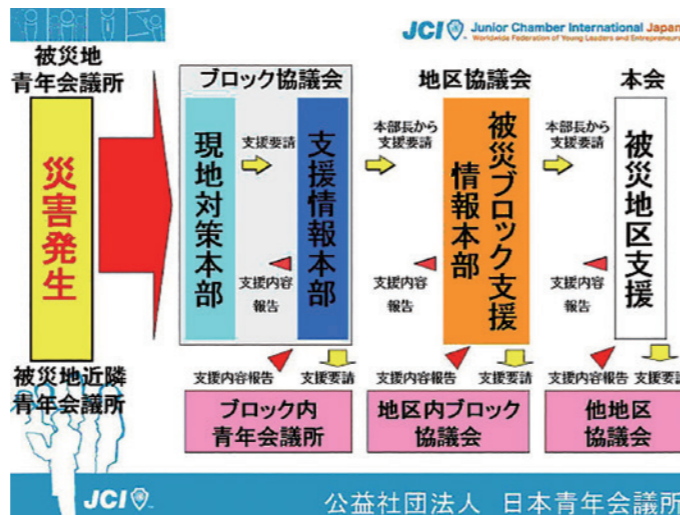 JCI Junior Chamber International Japan
Worldwide Federation of Young Leaders and Entrepreneurs
被災地
青年会議所
災害発生
被災地近隣
青年会議所
ブロック協議会
現地対策本部
支援要請
支援内容
報告
支援情報本部
支援内容報告
支援要請
ブロック内
青年会議所
本部長から
支援要請
支援内容
報告
地区協議会
被災ブロック支援
情報本部
支援内容報告
支援要請
地区内ブロック
協議会
本部長から
支援要請
支援内容
報告
本会
被災地区支援
支援内容報告
支援要請
他地区
協議会
JCI
公益社団法人 日本青年会議所